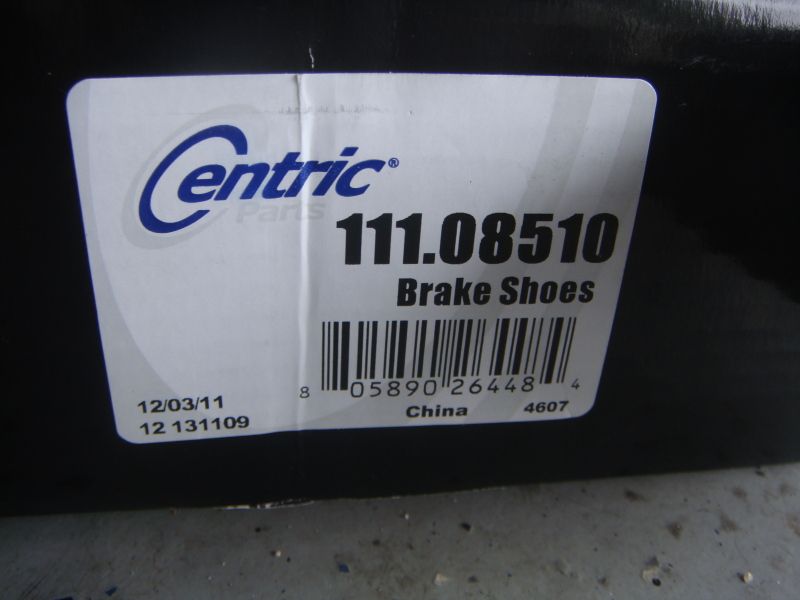 Centric®
Parts
111.08510
Brake Shoes
8 05890 26448 4
12/03/11
China 4607
12 131109